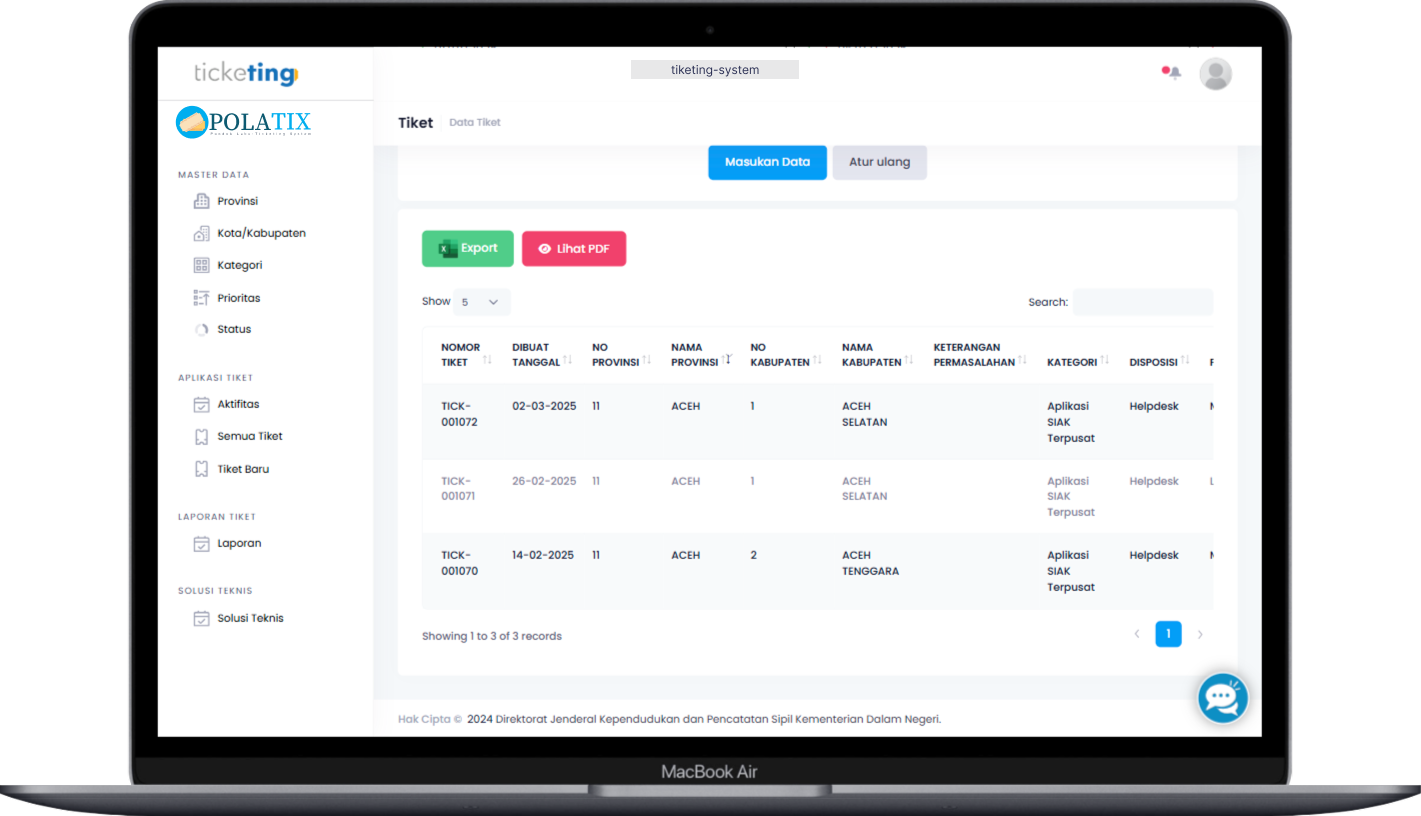 ticketing
tiketing-system
POLATIX
Tiket
Data Tiket
Masukan Data
Atur ulang
MASTER DATA
Provinsi
Kota/Kabupaten
Kategori
Prioritas
Status
APLIKASI TIKET
Aktifitas
Semua Tiket
Tiket Baru
LAPORAN TIKET
Laporan
SOLUSI TEKNIS
Solusi Teknis
Export
Lihat PDF
Show 5
Search:
NOMOR TIKET
DIBUAT TANGGAL
NO PROVINSI
NAMA PROVINSI
NO KABUPATEN
NAMA KABUPATEN
KETERANGAN PERMASALAHAN
KATEGORI
DISPOSISI
TICK-001072 02-03-2025 11 ACEH 1 ACEH SELATAN Aplikasi SIAK Terpusat Helpdesk
TICK-001071 26-02-2025 11 ACEH 1 ACEH SELATAN Aplikasi SIAK Terpusat Helpdesk
TICK-001070 14-02-2025 11 ACEH 2 ACEH TENGGARA Aplikasi SIAK Terpusat Helpdesk
Showing 1 to 3 of 3 records
1
Hak Cipta © 2024 Direktorat Jenderal Kependudukan dan Pencatatan Sipil Kementerian Dalam Negeri.
MacBook Air